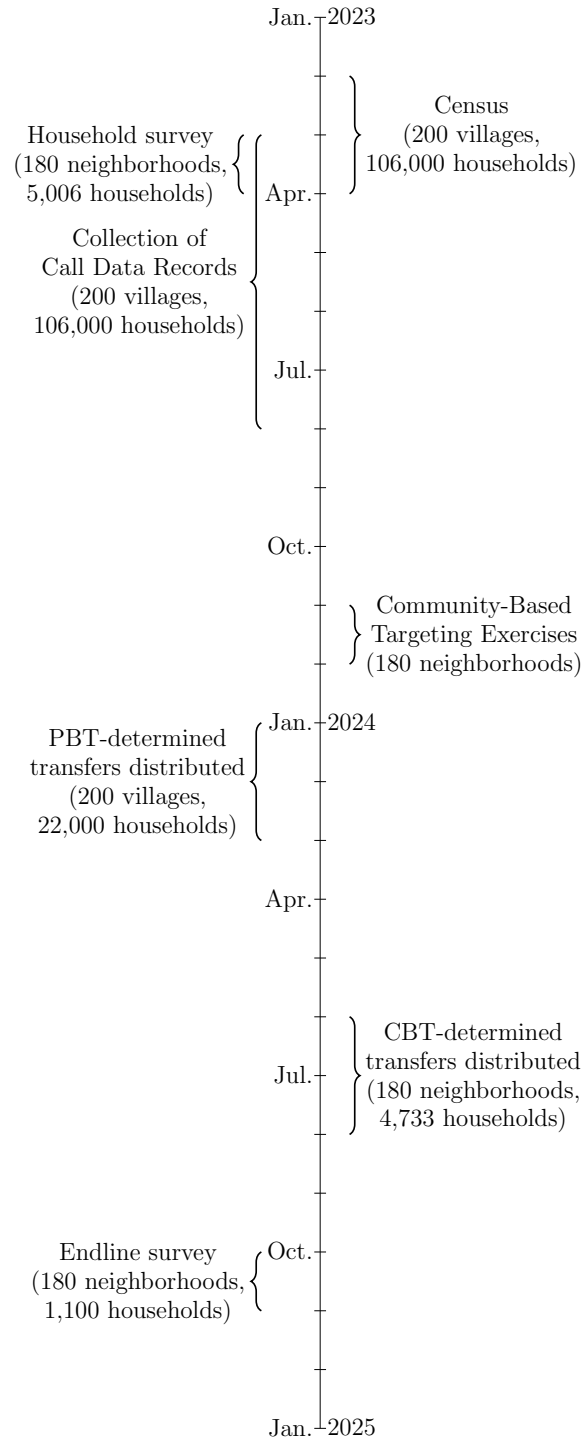 Jan. 2023
Census
(200 villages,
106,000 households)
Household survey
(180 neighborhoods,
5,006 households)
Apr.
Collection of
Call Data Records
(200 villages,
106,000 households)
Jul.
Oct.
Community-Based
Targeting Exercises
(180 neighborhoods)
Jan. 2024
PBT-determined
transfers distributed
(200 villages,
22,000 households)
Apr.
CBT-determined
transfers distributed
(180 neighborhoods,
4,733 households)
Jul.
Oct.
Endline survey
(180 neighborhoods,
1,100 households)
Jan. 2025